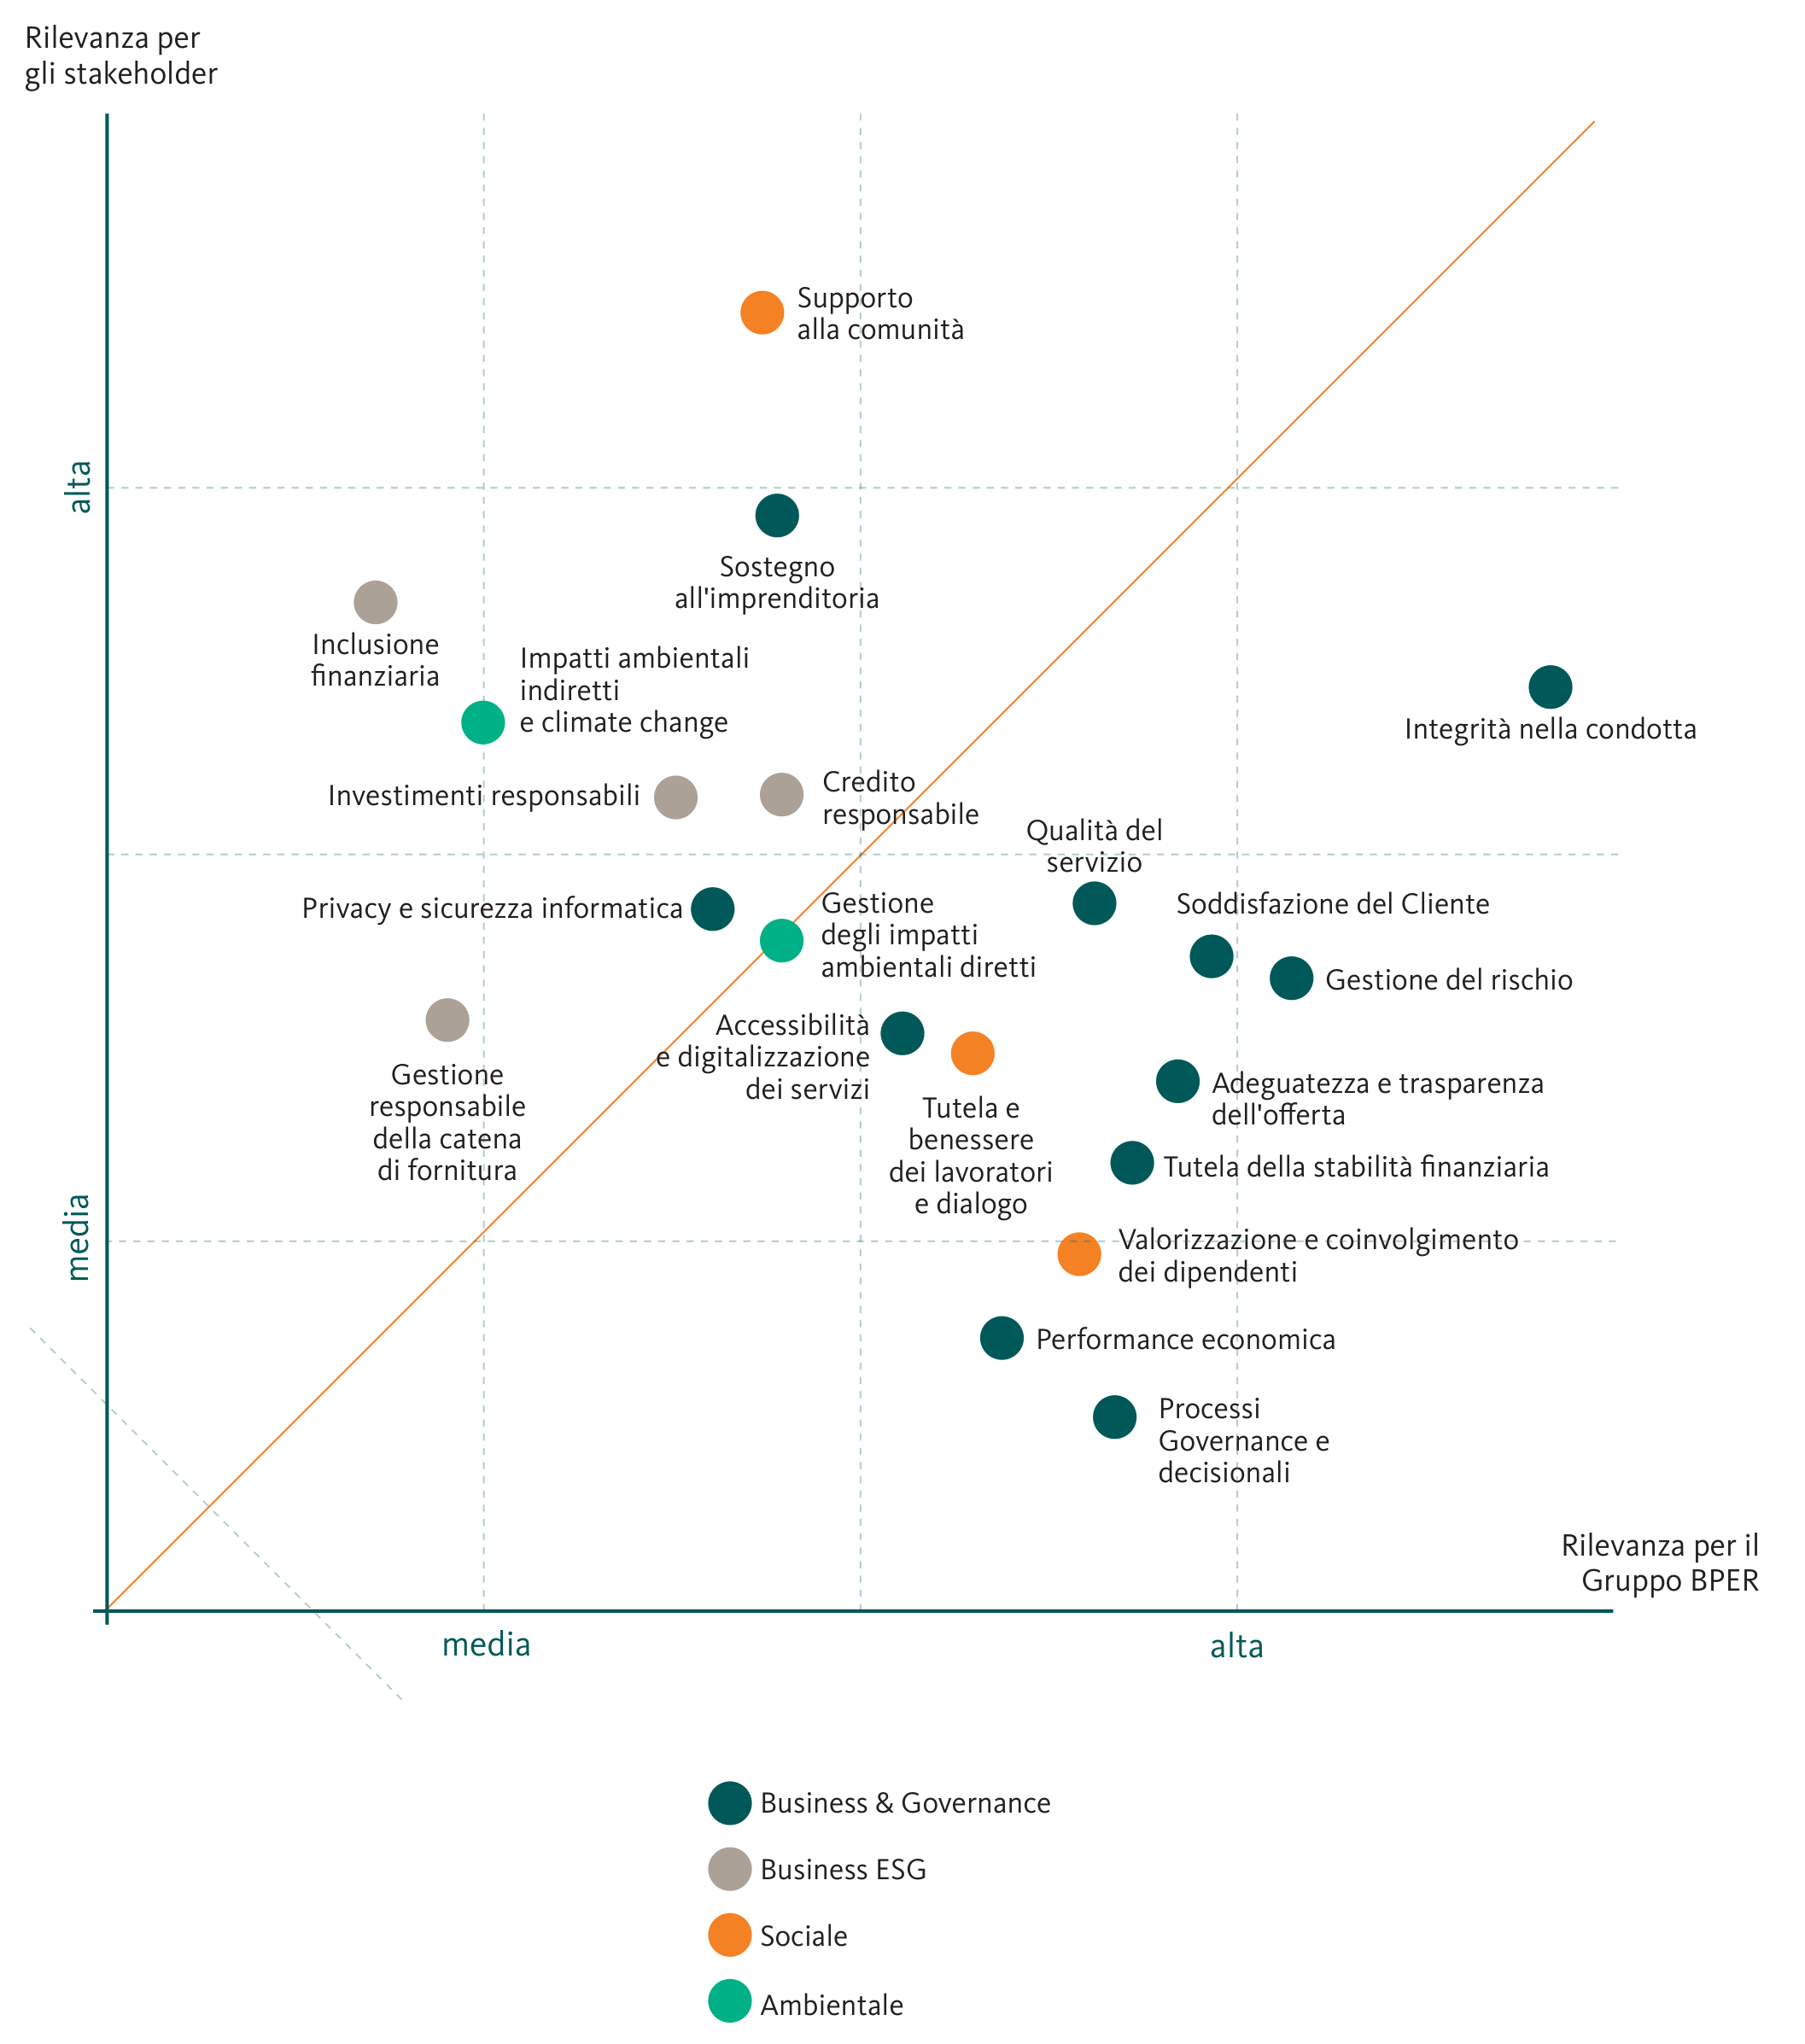 Rilevanza per
gli stakeholder
Supporto
alla comunità
alta
Sostegno
all'imprenditoria
Inclusione
finanziaria
Impatti ambientali
indiretti
e climate change
Integrità nella condotta
Investimenti responsabili
Credito
responsabile
Qualità del
servizio
Privacy e sicurezza informatica
Gestione
degli impatti
ambientali diretti
Soddisfazione del Cliente
Gestione del rischio
Gestione
responsabile
della catena
di fornitura
Accessibilità
e digitalizzazione
dei servizi
Tutela e
benessere
dei lavoratori
e dialogo
Adeguatezza e trasparenza
dell'offerta
Tutela della stabilità finanziaria
media
Valorizzazione e coinvolgimento
dei dipendenti
Performance economica
Processi
Governance e
decisionali
Rilevanza per il
Gruppo BPER
media
alta
Business & Governance
Business ESG
Sociale
Ambientale